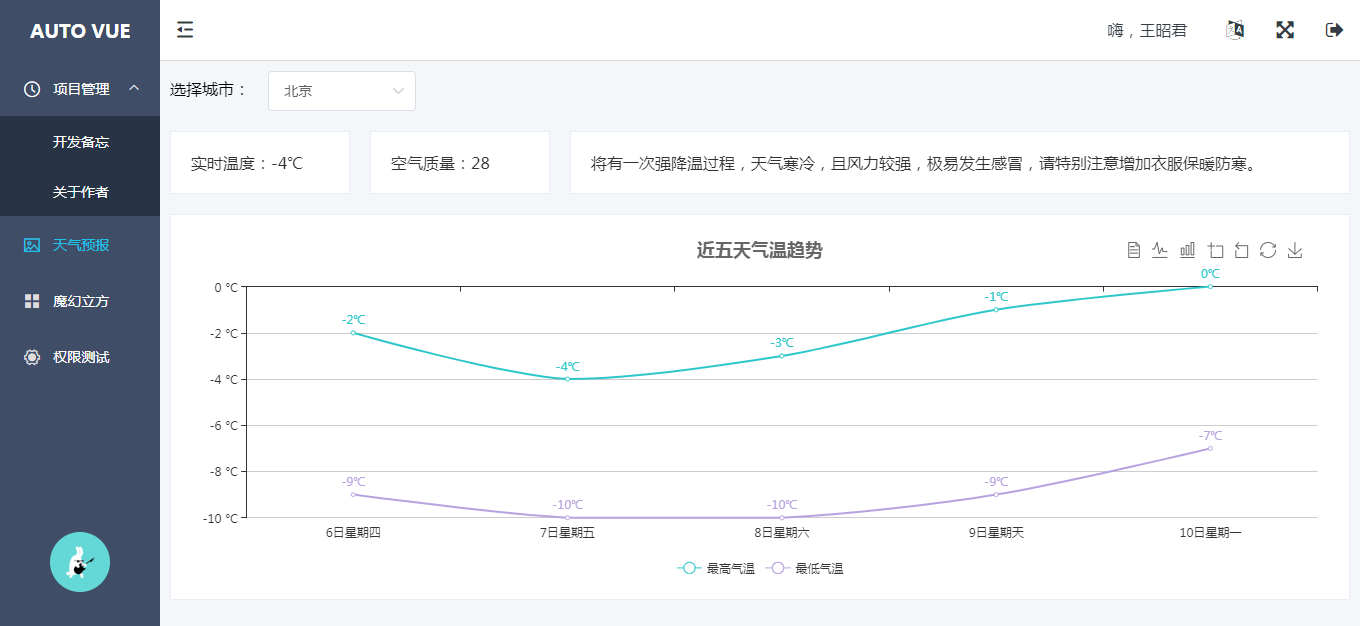 AUTO VUE
嗨，王昭君
项目管理
开发备忘
关于作者
天气预报
魔幻立方
权限测试
选择城市：
北京
实时温度：-4℃
空气质量：28
将有一次强降温过程，天气寒冷，且风力较强，极易发生感冒，请特别注意增加衣服保暖防寒。
近五天气温趋势
0 °C
-2 °C
-4 °C
-6 °C
-8 °C
-10 °C
-2℃
-4℃
-3℃
-1℃
0℃
-9℃
-10℃
-10℃
-9℃
-7℃
6日星期四
7日星期五
8日星期六
9日星期天
10日星期一
最高气温
最低气温